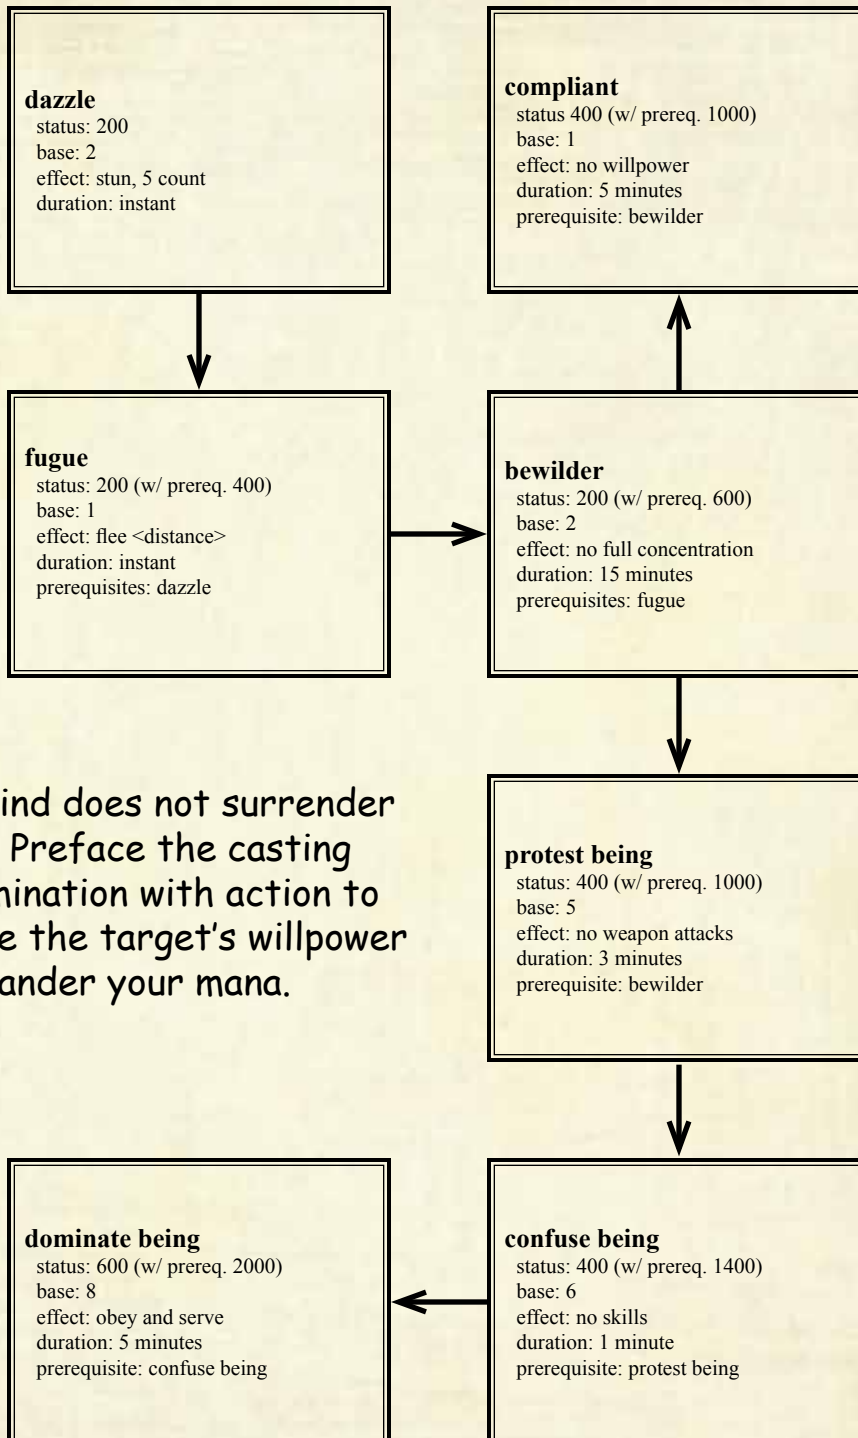 dazzle
status: 200
base: 2
effect: stun, 5 count
duration: instant
compliant
status 400 (w/ prereq. 1000)
base: 1
effect: no willpower
duration: 5 minutes
prerequisite: bewilder
fugue
status: 200 (w/ prereq. 400)
base: 1
effect: flee <distance>
duration: instant
prerequisites: dazzle
bewilder
status: 200 (w/ prereq. 600)
base: 2
effect: no full concentration
duration: 15 minutes
prerequisites: fugue
ind does not surrender
Preface the casting
mination with action to
e the target's willpower
ander your mana.
protest being
status: 400 (w/ prereq. 1000)
base: 5
effect: no weapon attacks
duration: 3 minutes
prerequisite: bewilder
dominate being
status: 600 (w/ prereq. 2000)
base: 8
effect: obey and serve
duration: 5 minutes
prerequisite: confuse being
confuse being
status: 400 (w/ prereq. 1400)
base: 6
effect: no skills
duration: 1 minute
prerequisite: protest being